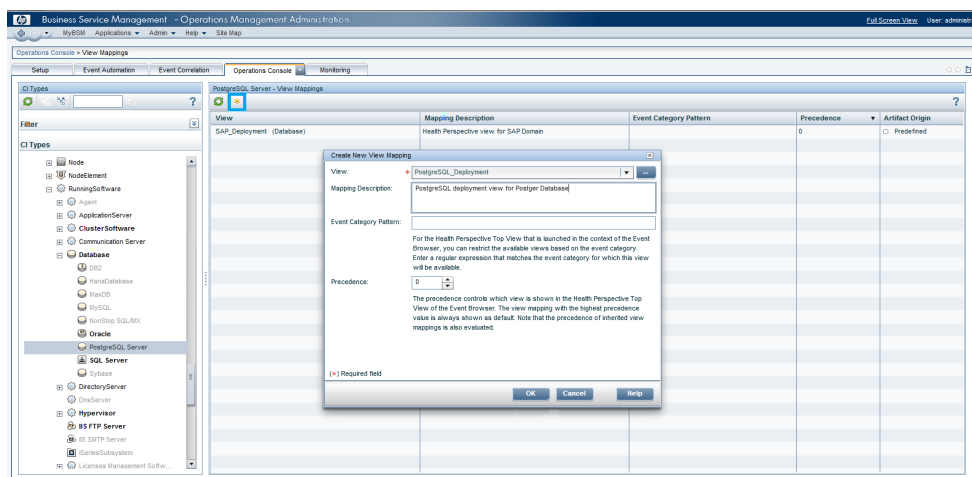 Business Service Management - Operations Management Administration
Full Screen View User: administr
MyBSM Applications Admin Help Site Map
Operations Console > View Mappings
Setup Event Automation Event Correlation Operations Console Monitoring
CI Types
?
Filter
CI Types
Node
NodeElement
RunningSoftware
Agent
ApplicationServer
ClusterSoftware
Communication Server
Database
DB2
HanaDatabase
MaxDB
MySQL
NonStop SQL/MX
Oracle
PostgreSQL Server
SQL Server
Sybase
DirectoryServer
DnsServer
Hypervisor
IIS FTP Server
IIS SMTP Server
iSeriesSubsystem
Licenses Management Softw...
PostgreSQL Server - View Mappings
?
View Mapping Description Event Category Pattern Precedence Artifact Origin
SAP_Deployment (Database) Health Perspective view for SAP Domain 0 Predefined
Create New View Mapping
View: * PostgreSQL_Deployment ...
Mapping Description: PostgreSQL deployment view for Postger Database
Event Category Pattern:
For the Health Perspective Top View that is launched in the context of the Event
Browser, you can restrict the available views based on the event category.
Enter a regular expression that matches the event category for which this view
will be available.
Precedence: 0
The precedence controls which view is shown in the Health Perspective Top
View of the Event Browser. The view mapping with the highest precedence
value is always shown as default. Note that the precedence of inherited view
mappings is also evaluated.
(*) Required field
OK Cancel Help